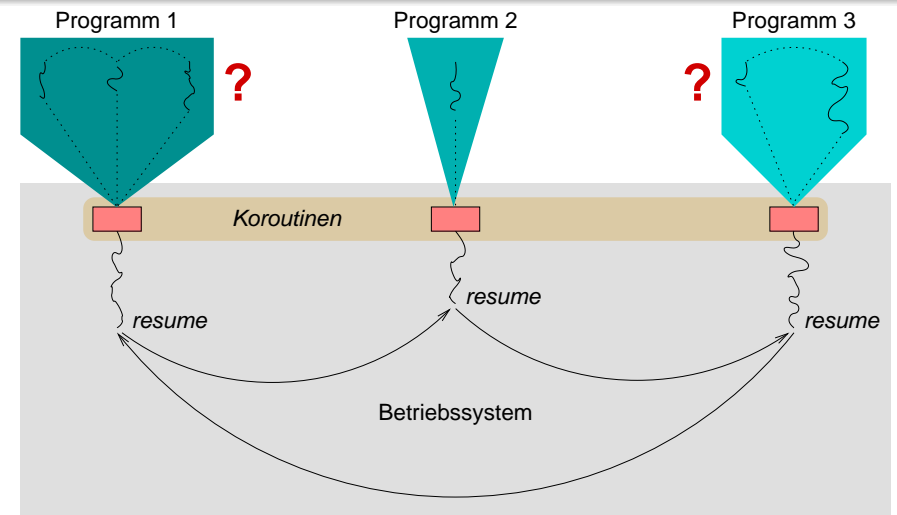 Programm 1
Programm 2
Programm 3
?
?
Koroutinen
resume
resume
resume
Betriebssystem